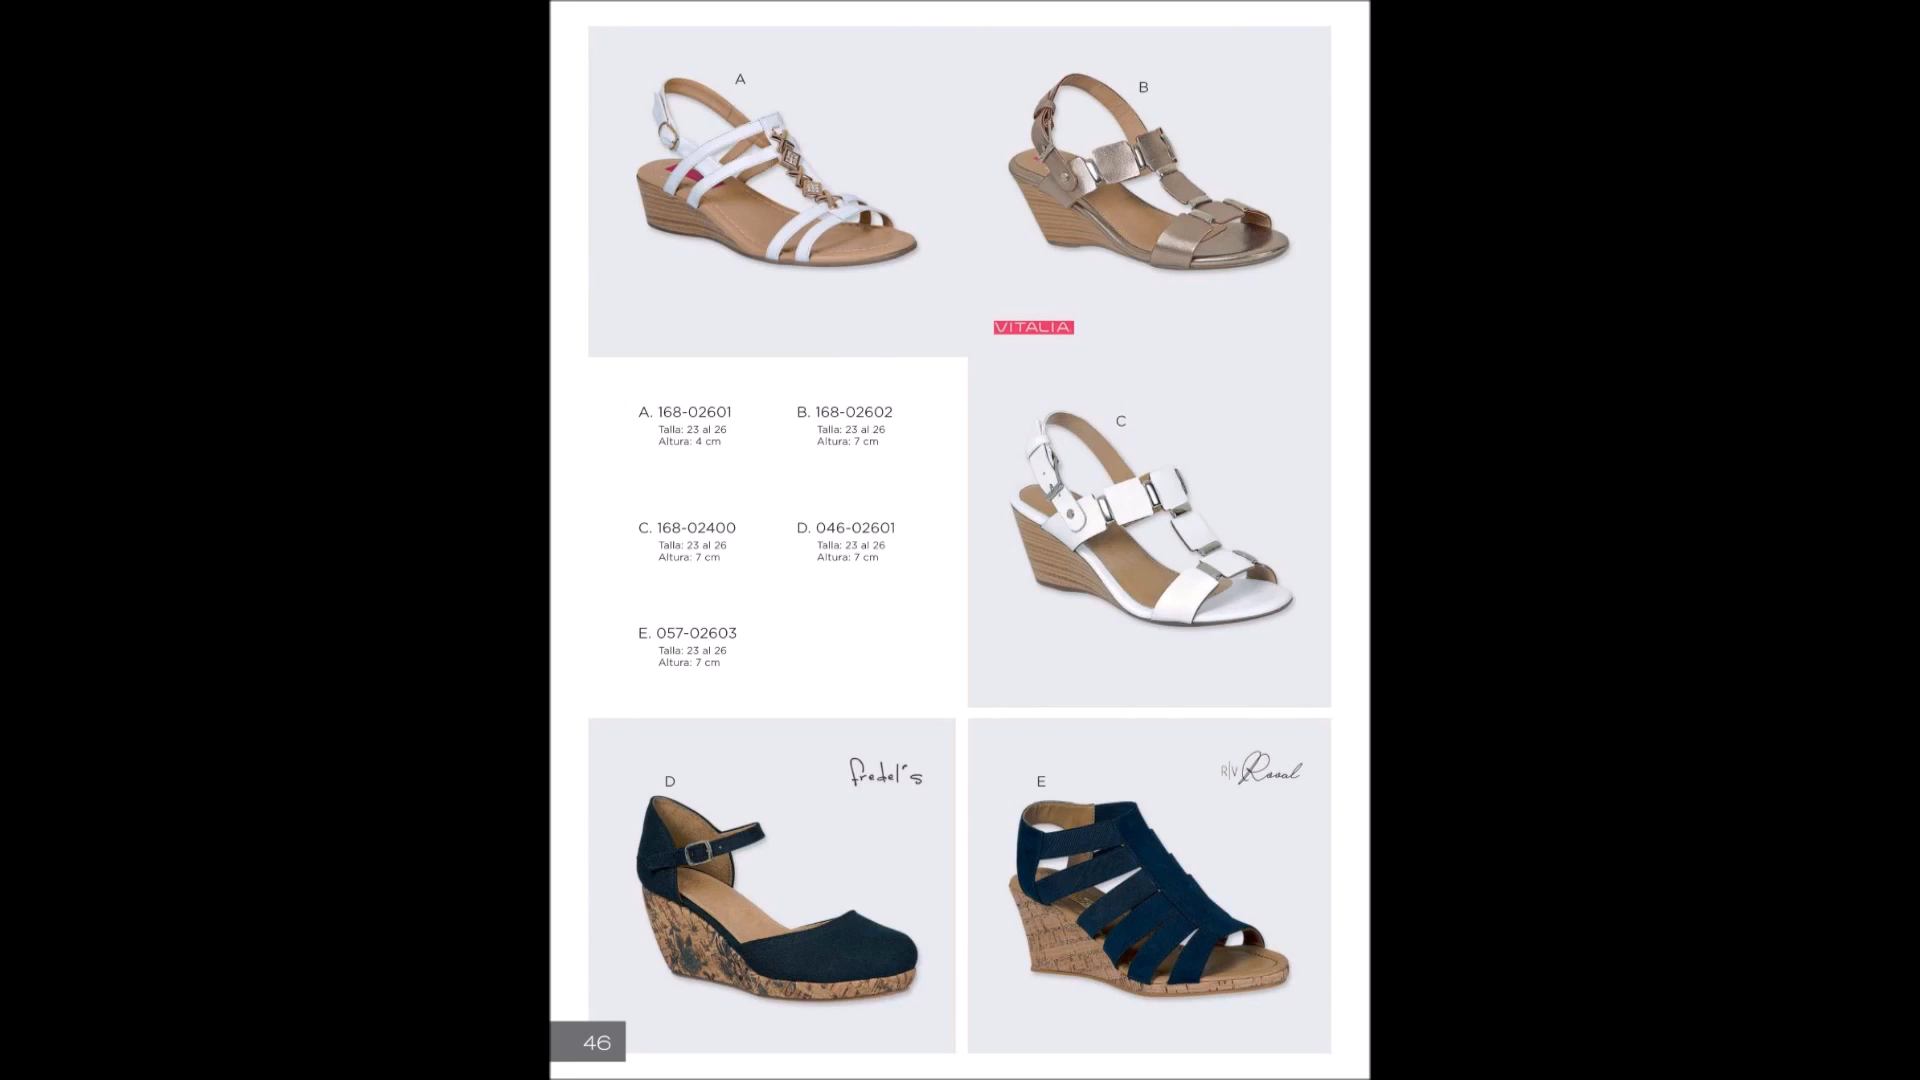 A
B
VITALIA
A. 168-02601
Talla: 23 al 26
Altura: 4 cm
B. 168-02602
Talla: 23 al 26
Altura: 7 cm
C
C. 168-02400
Talla: 23 al 26
Altura: 7 cm
D. 046-02601
Talla: 23 al 26
Altura: 7 cm
E. 057-02603
Talla: 23 al 26
Altura: 7 cm
D
fredel's
E
R|V Raval
46